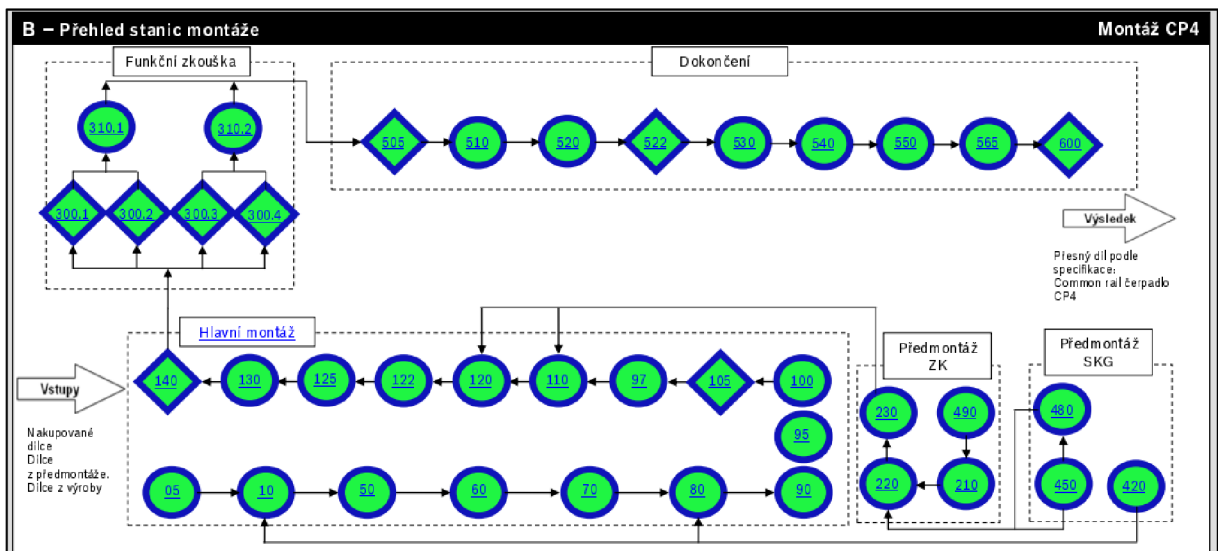 B – Přehled stanic montáže
Montáž CP4
Funkční zkouška
Dokončení
310.1
310.2
505
510
520
522
530
540
550
565
600
300.1
300.2
300.3
300.4
Výsledek
Přesný díl podle
specifikace:
Common rail čerpadlo
CP4
Hlavní montáž
Předmontáž
ZK
Předmontáž
SKG
Vstupy
140
130
125
122
120
110
97
105
100
230
490
480
Nakupované
dílce
Dílce
z předmontáže.
Dílce z výroby
95
05
10
50
60
70
80
90
220
210
450
420